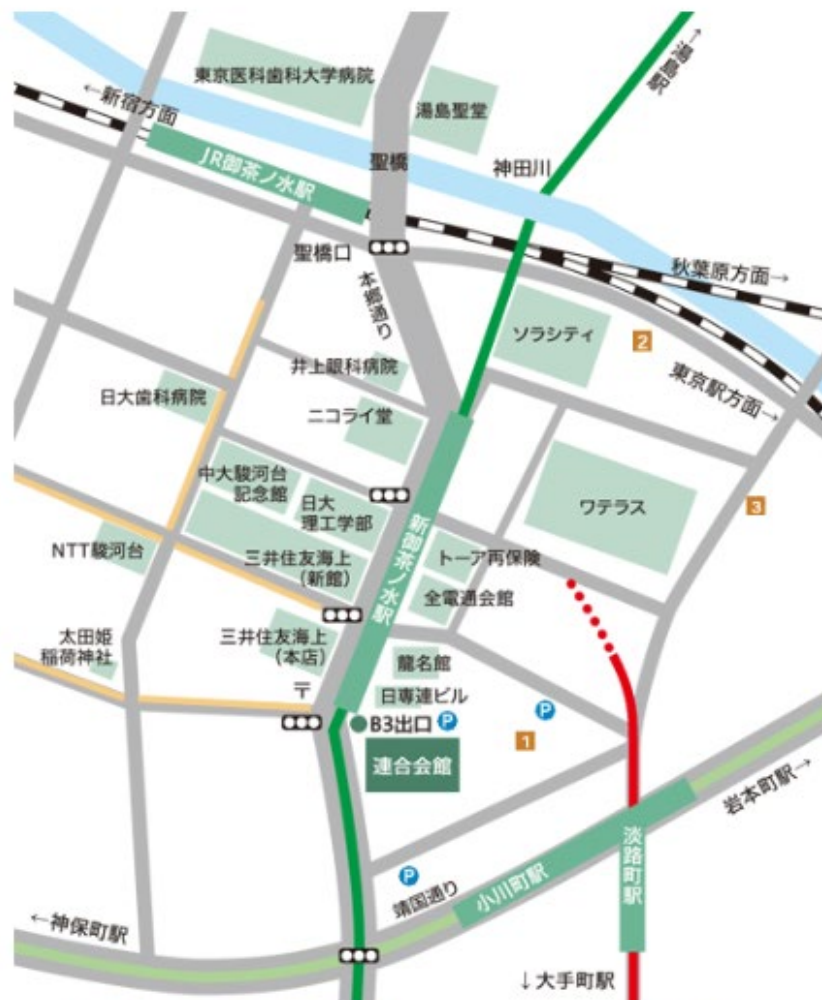 東京医科歯科大学病院
↑湯島駅
←新宿方面
湯島聖堂
JR御茶ノ水駅
聖橋
神田川
聖橋口
秋葉原方面→
本郷通り
ソラシティ
2
井上眼科病院
東京駅方面→
日大歯科病院
ニコライ堂
中大駿河台
記念館
日大
理工学部
ワテラス
3
新御茶ノ水駅
NTT駿河台
三井住友海上
(新館)
トーア再保険
全電通会館
太田姫
稲荷神社
三井住友海上
(本店)
龍名館
〒
日専連ビル
P
B3出口
P
1
連合会館
岩本町駅→
淡路町駅
P
靖国通り
小川町駅
←神保町駅
↓大手町駅